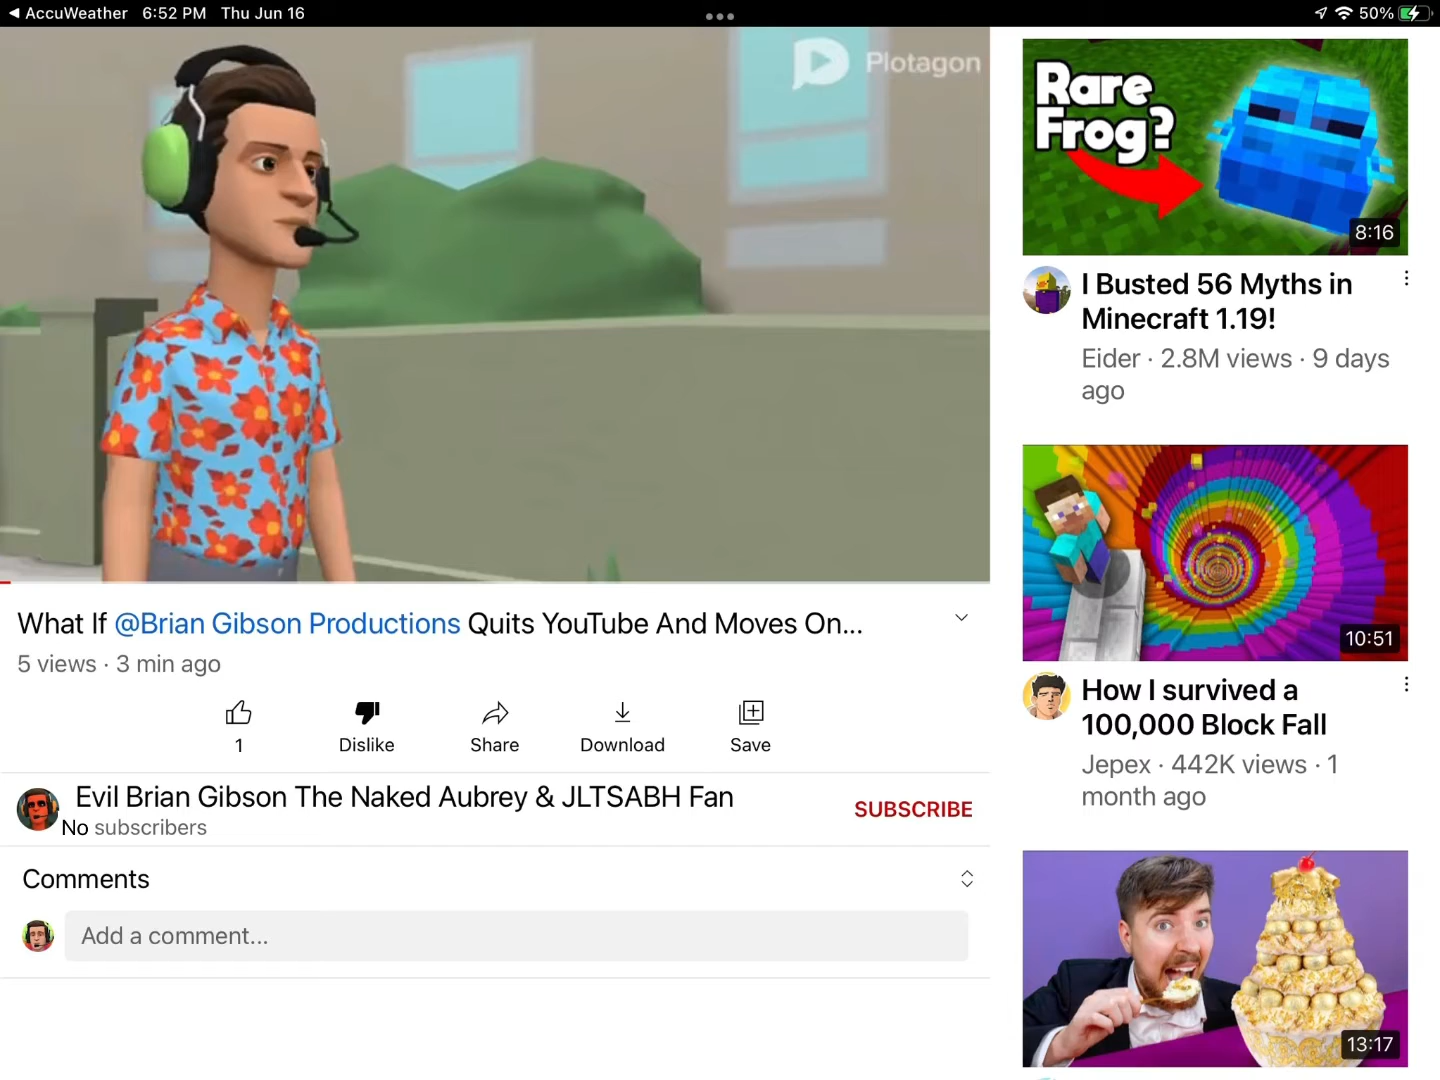 ◀ AccuWeather 6:52 PM Thu Jun 16
50%
Plotagon
What If @Brian Gibson Productions Quits YouTube And Moves On...
5 views · 3 min ago
1
Dislike
Share
Download
Save
Evil Brian Gibson The Naked Aubrey & JLTSABH Fan
No subscribers
SUBSCRIBE
Comments
Add a comment...
Rare
Frog?
8:16
I Busted 56 Myths in
Minecraft 1.19!
Eider · 2.8M views · 9 days
ago
10:51
How I survived a
100,000 Block Fall
Jepex · 442K views · 1
month ago
13:17